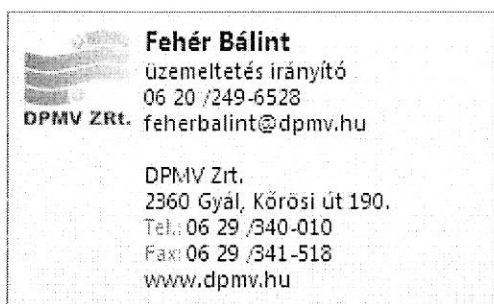 Fehér Bálint
üzemeltetés irányító
06 20 /249-6528
DPMV ZRt.
feherbalint@dpmv.hu
DPMV Zrt.
2360 Gyál, Kőrösi út 190.
Tel.: 06 29 /340-010
Fax: 06 29 /341-518
www.dpmv.hu